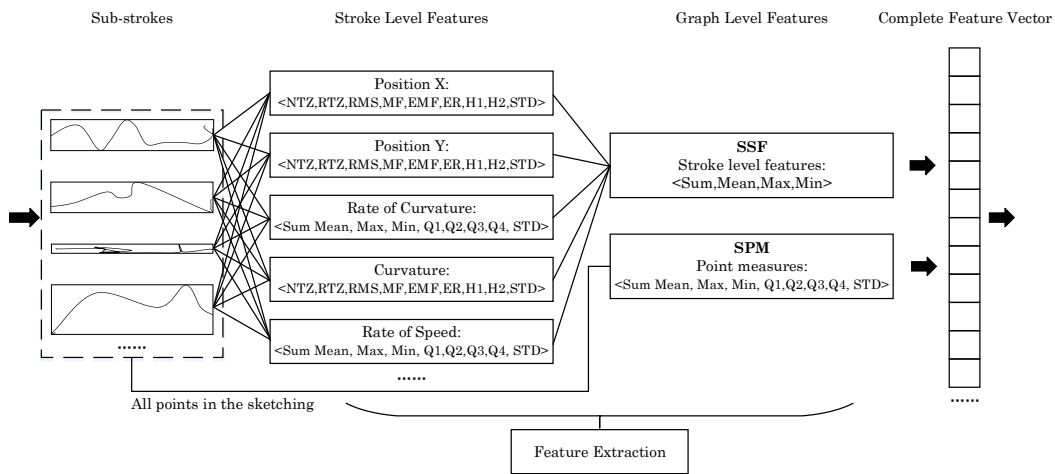 Sub-strokes
Stroke Level Features
Graph Level Features
Complete Feature Vector
Position X:
<NTZ,RTZ,RMS,MF,EMF,ER,H1,H2,STD>
Position Y:
<NTZ,RTZ,RMS,MF,EMF,ER,H1,H2,STD>
Rate of Curvature:
<Sum Mean, Max, Min, Q1,Q2,Q3,Q4, STD>
Curvature:
<NTZ,RTZ,RMS,MF,EMF,ER,H1,H2,STD>
Rate of Speed:
<Sum Mean, Max, Min, Q1,Q2,Q3,Q4, STD>
......
......
SSF
Stroke level features:
<Sum,Mean,Max,Min>
SPM
Point measures:
<Sum Mean, Max, Min, Q1,Q2,Q3,Q4, STD>
......
All points in the sketching
Feature Extraction